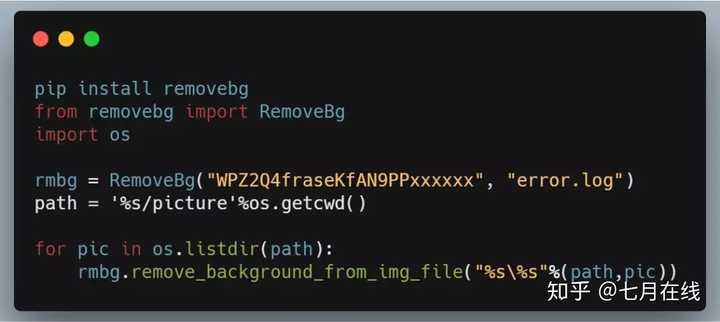 pip install removebg
from removebg import RemoveBg
import os
rmbg = RemoveBg("WPZ2Q4fraseKfAN9PPxxxxxx", "error.log")
path = '%s/picture'%os.getcwd()
for pic in os.listdir(path):
    rmbg.remove_background_from_img_file("%s\%s"%(path,pic))
知乎 @七月在线